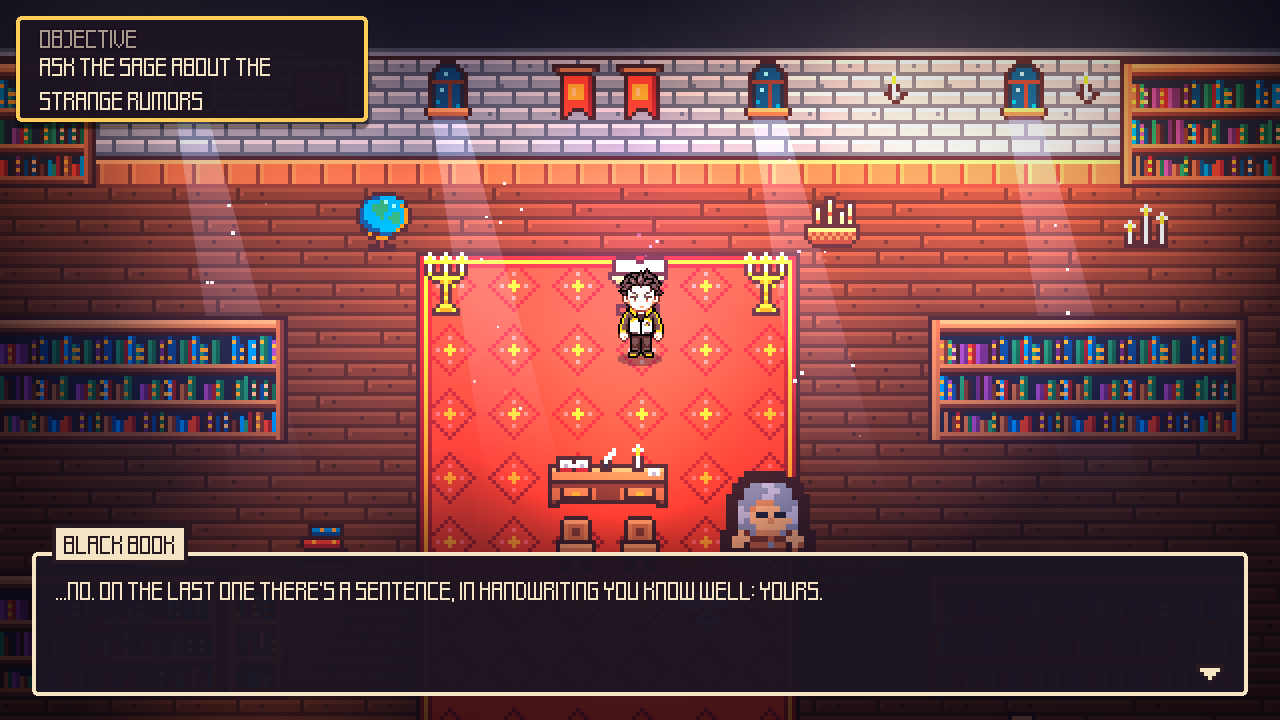 OBJECTIVE
ASK THE SAGE ABOUT THE
STRANGE RUMORS
BLACK BOOK
...NO. ON THE LAST ONE THERE'S A SENTENCE, IN HANDWRITING YOU KNOW WELL: YOURS.